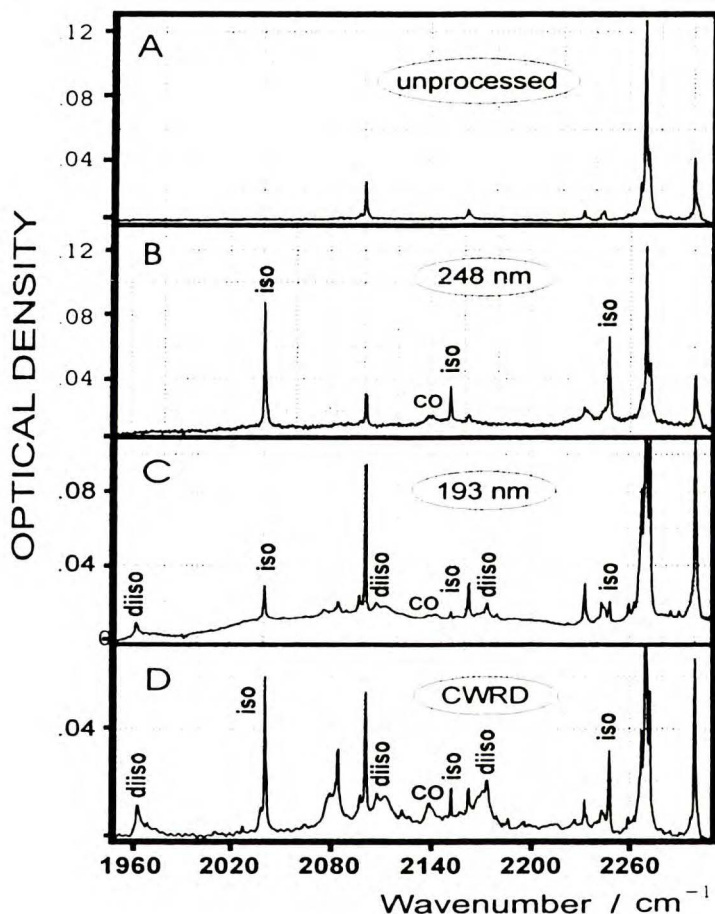 OPTICAL DENSITY
A
unprocessed
.12
.08
.04
B
248 nm
iso
iso
iso
co
.12
.08
.04
C
193 nm
diiso
iso
diiso
co
iso
diiso
iso
.08
.04
0
D
CWRD
diiso
iso
diiso
co
iso
diiso
iso
.04
1960 2020 2080 2140 2200 2260
Wavenumber / cm⁻¹